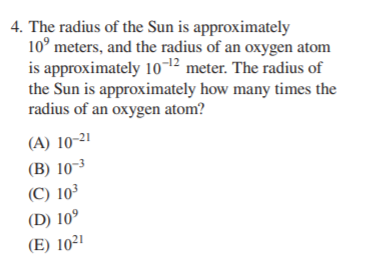 4. The radius of the Sun is approximately
10⁹ meters, and the radius of an oxygen atom
is approximately 10⁻¹² meter. The radius of
the Sun is approximately how many times the
radius of an oxygen atom?
(A) 10⁻²¹
(B) 10⁻³
(C) 10³
(D) 10⁹
(E) 10²¹